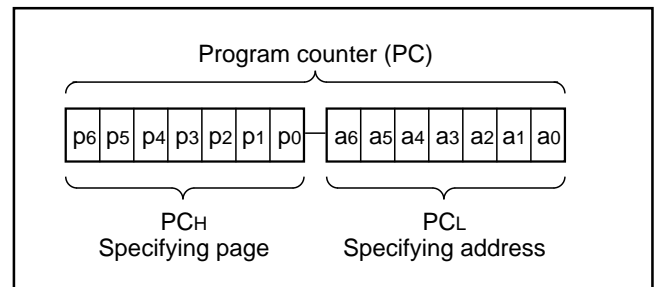 Program counter (PC)
p6 p5 p4 p3 p2 p1 p0 a6 a5 a4 a3 a2 a1 a0
PCH PCL
Specifying page Specifying address